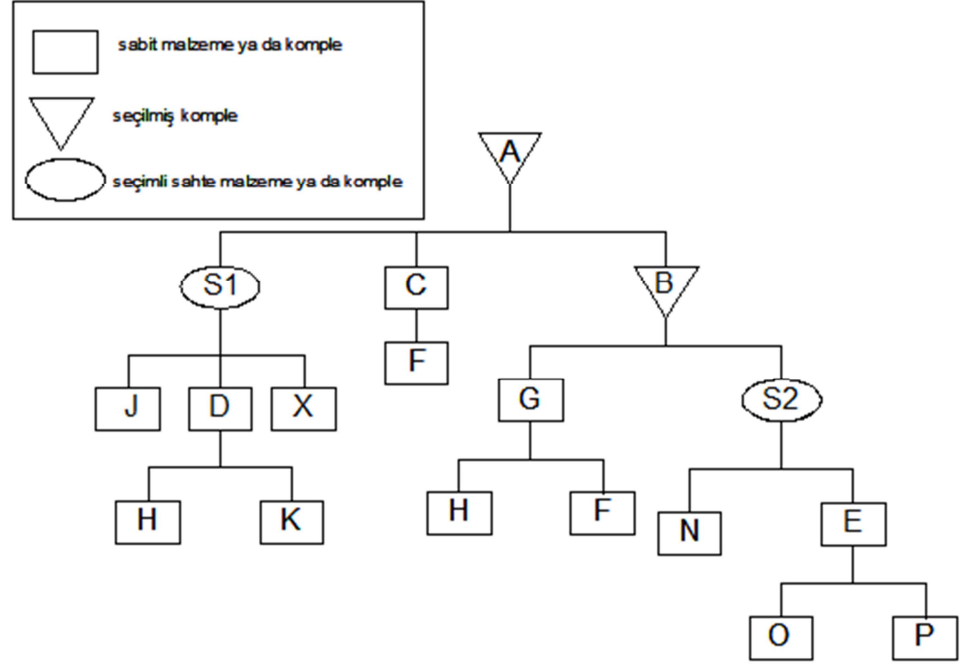 sabit malzeme ya da komple
seçilmiş komple
seçimli sahte malzeme ya da komple
A
S1
C
B
F
J
D
X
G
S2
H
K
H
F
N
E
O
P